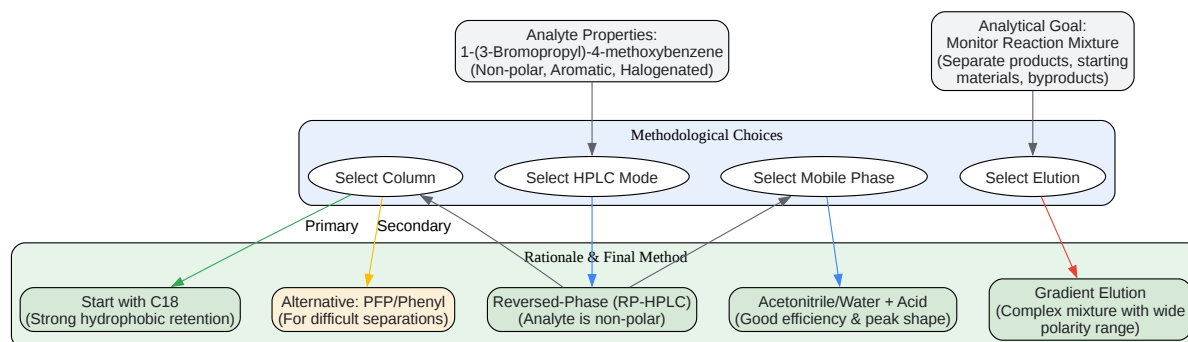 Analyte Properties:
1-(3-Bromopropyl)-4-methoxybenzene
(Non-polar, Aromatic, Halogenated)
Analytical Goal:
Monitor Reaction Mixture
(Separate products, starting
materials, byproducts)
Methodological Choices
Select Column
Select HPLC Mode
Select Mobile Phase
Select Elution
Primary
Secondary
Rationale & Final Method
Start with C18
(Strong hydrophobic retention)
Alternative: PFP/Phenyl
(For difficult separations)
Reversed-Phase (RP-HPLC)
(Analyte is non-polar)
Acetonitrile/Water + Acid
(Good efficiency & peak shape)
Gradient Elution
(Complex mixture with wide
polarity range)